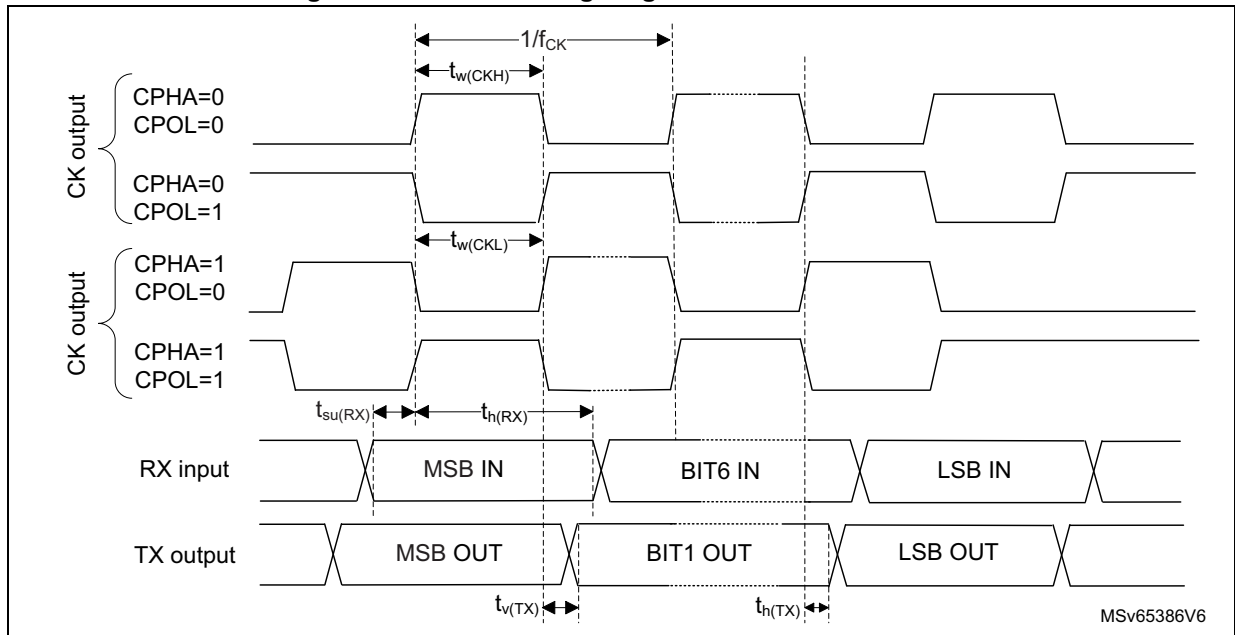 1/fCK
tw(CKH)
CK output
CPHA=0
CPOL=0
CPHA=0
CPOL=1
tw(CKL)
CK output
CPHA=1
CPOL=0
CPHA=1
CPOL=1
tsu(RX)
th(RX)
RX input
MSB IN
BIT6 IN
LSB IN
TX output
MSB OUT
BIT1 OUT
LSB OUT
tv(TX)
th(TX)
MSv65386V6